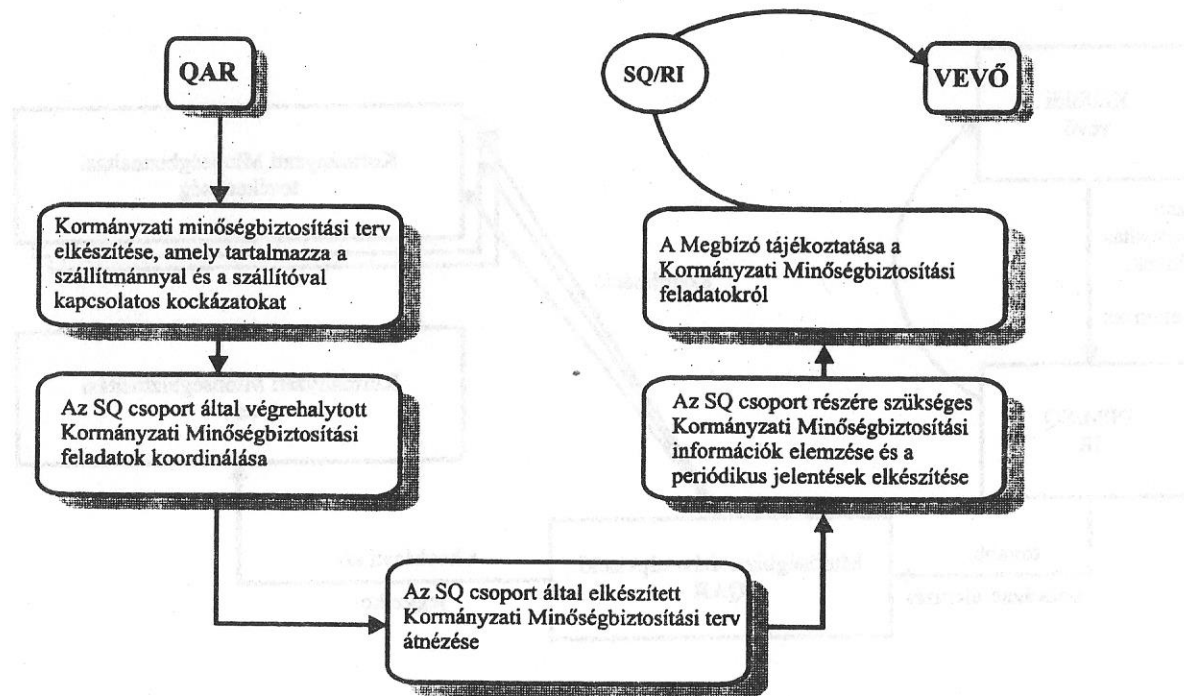 QAR
Kormányzati minőségbiztosítási terv
elkészítése, amely tartalmazza a
szállítmánnyal és a szállítóval
kapcsolatos kockázatokat
Az SQ csoport által végrehalytott
Kormányzati Minőségbiztosítási
feladatok koordinálása
Az SQ csoport által elkészített
Kormányzati Minőségbiztosítási terv
átnézése
Az SQ csoport részére szükséges
Kormányzati Minőségbiztosítási
információk elemzése és a
periódikus jelentések elkészítése
A Megbízó tájékoztatása a
Kormányzati Minőségbiztosítási
feladatokról
SQ/RI
VEVŐ